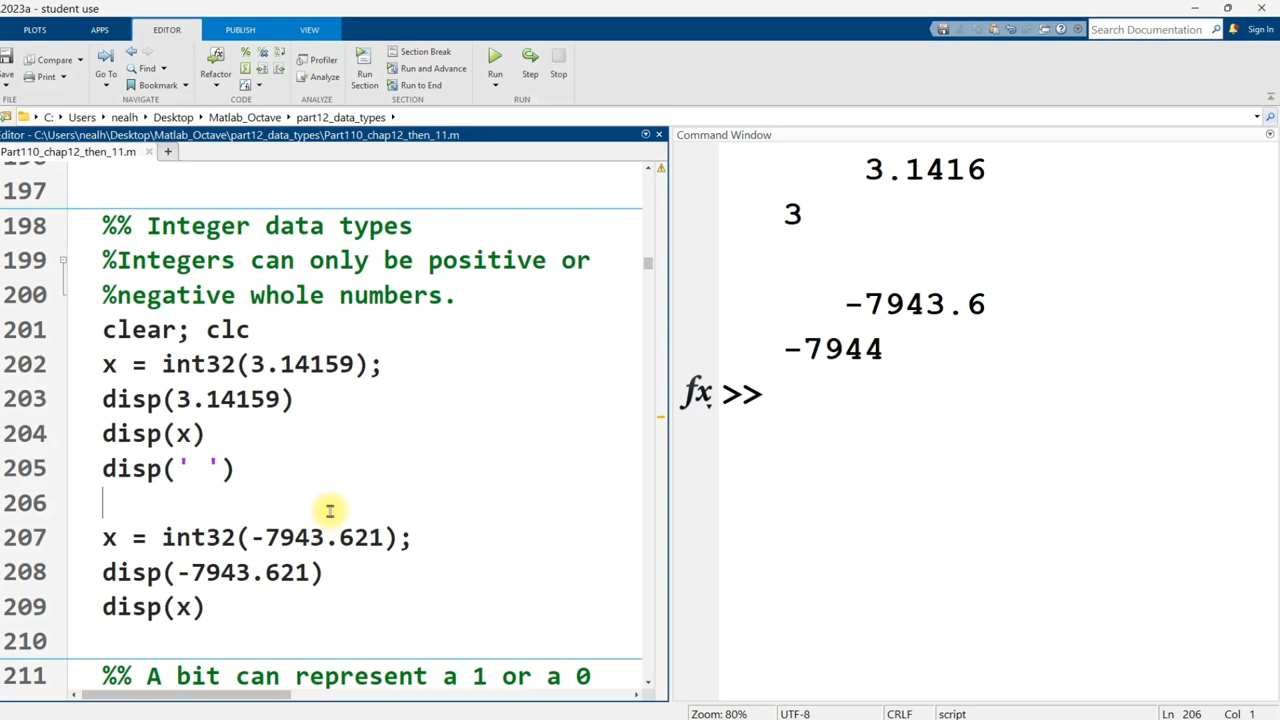 2023a - student use
PLOTS APPS EDITOR PUBLISH VIEW
Search Documentation Sign In
Compare Print
Go To Find Bookmark
Refactor
Profiler Analyze
Run Section
Section Break
Run and Advance
Run to End
Run Step Stop
FILE NAVIGATE CODE ANALYZE SECTION RUN
C: Users nealh Desktop Matlab_Octave part12_data_types
Editor - C:\Users\nealh\Desktop\Matlab_Octave\part12_data_types\Part110_chap12_then_11.m
Part110_chap12_then_11.m
197
198 %% Integer data types
199 %Integers can only be positive or
200 %negative whole numbers.
201 clear; clc
202 x = int32(3.14159);
203 disp(3.14159)
204 disp(x)
205 disp(' ')
206
207 x = int32(-7943.621);
208 disp(-7943.621)
209 disp(x)
210
211 %% A bit can represent a 1 or a 0
Command Window
3.1416
3
-7943.6
-7944
fx >>
Zoom: 80% UTF-8 CRLF script Ln 206 Col 1